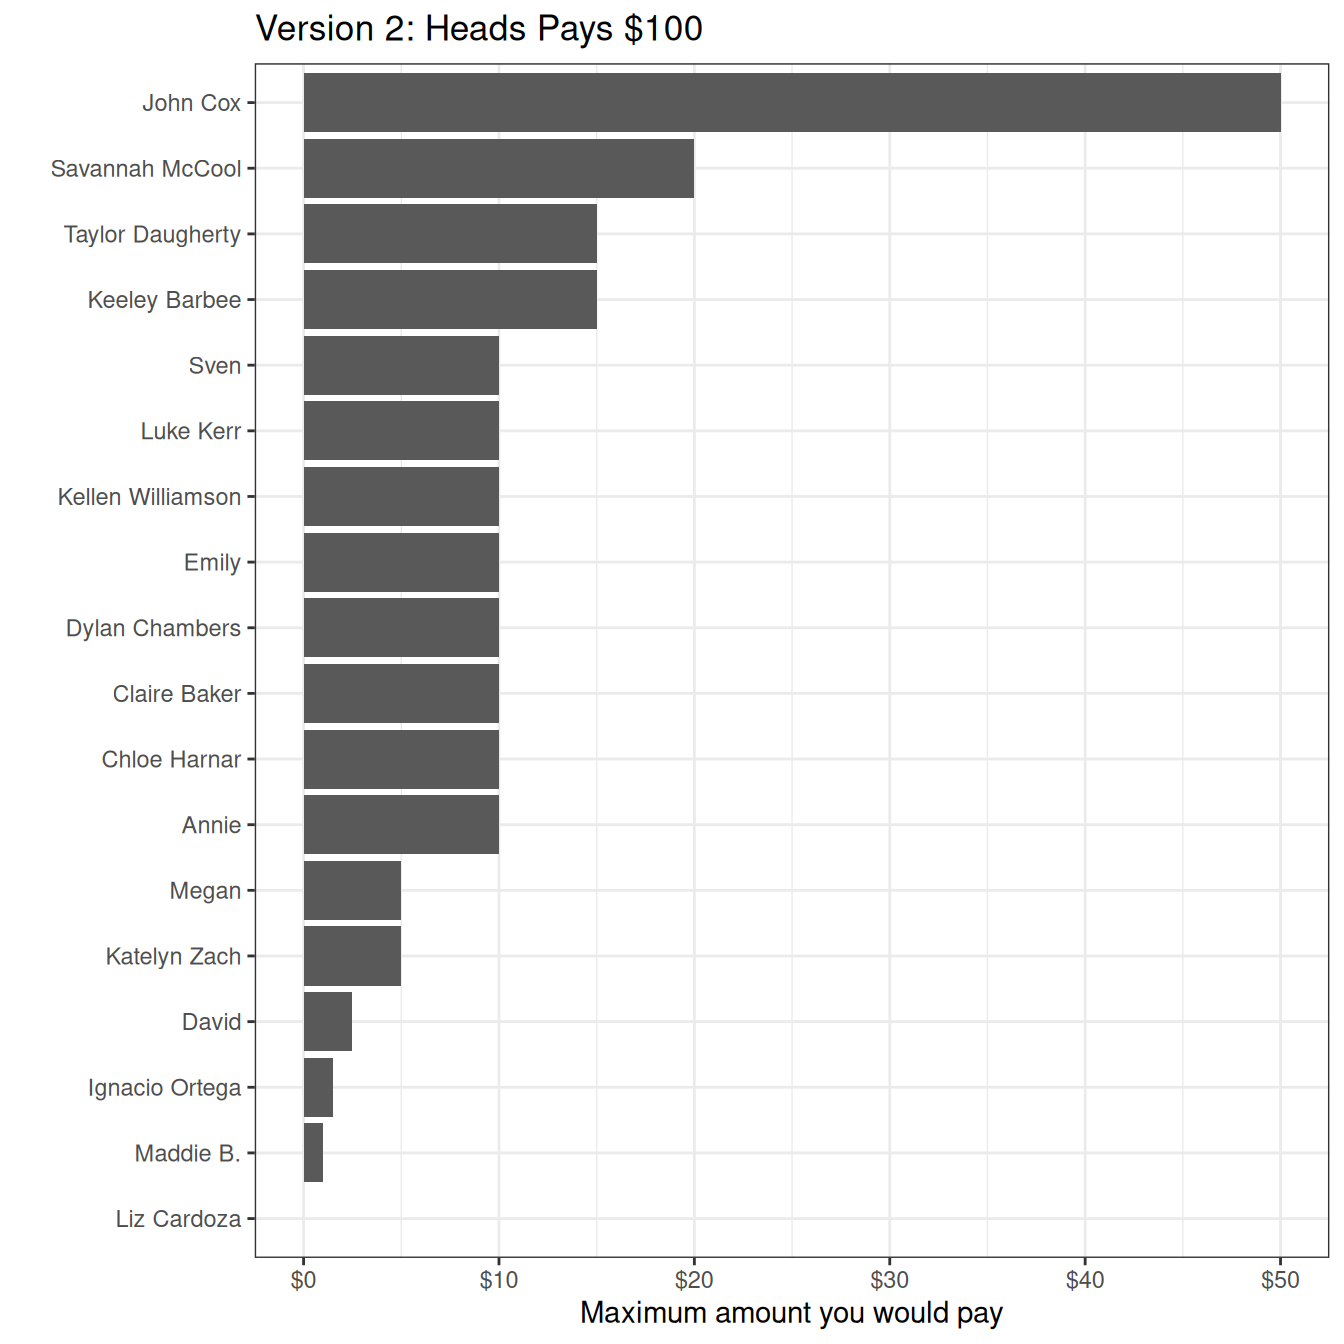 Version 2: Heads Pays $100
John Cox
Savannah McCool
Taylor Daugherty
Keeley Barbee
Sven
Luke Kerr
Kellen Williamson
Emily
Dylan Chambers
Claire Baker
Chloe Harnar
Annie
Megan
Katelyn Zach
David
Ignacio Ortega
Maddie B.
Liz Cardoza
$0 $10 $20 $30 $40 $50
Maximum amount you would pay